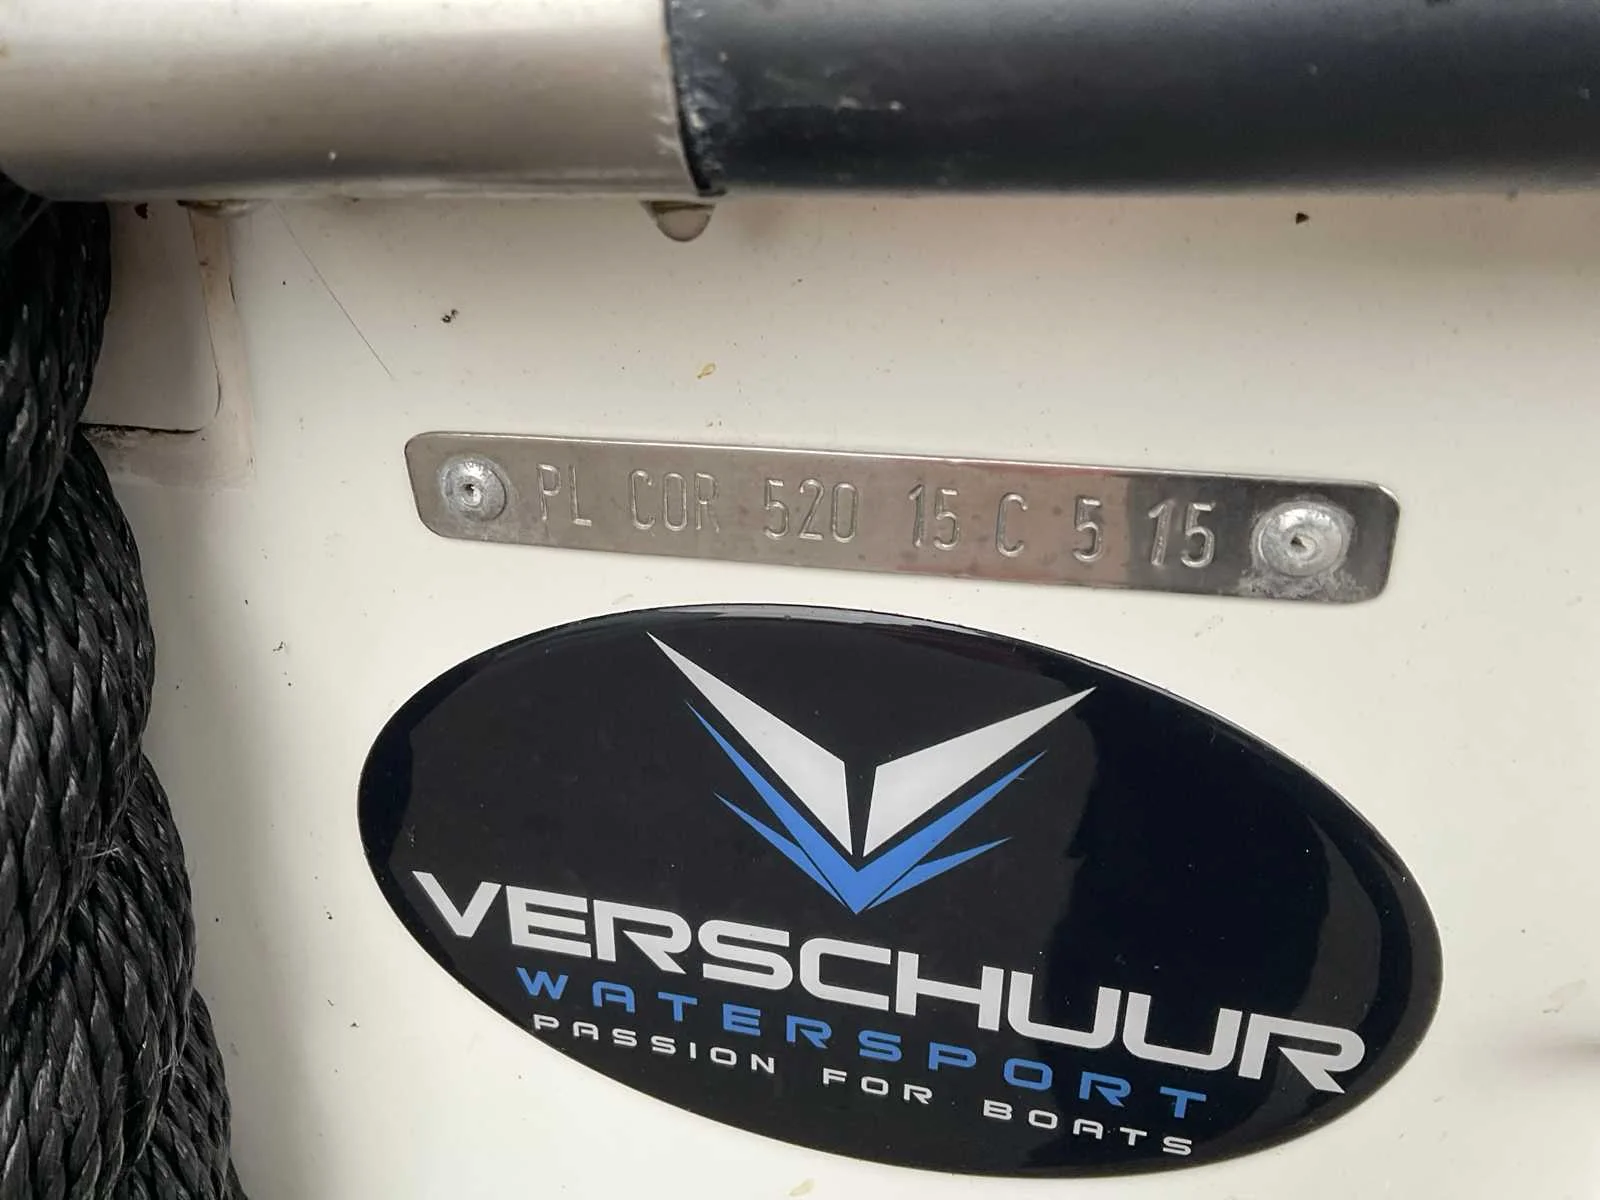 PL COR 520 15 C 5 15
VERSCHUUR
WATERSPORT
PASSION FOR BOATS